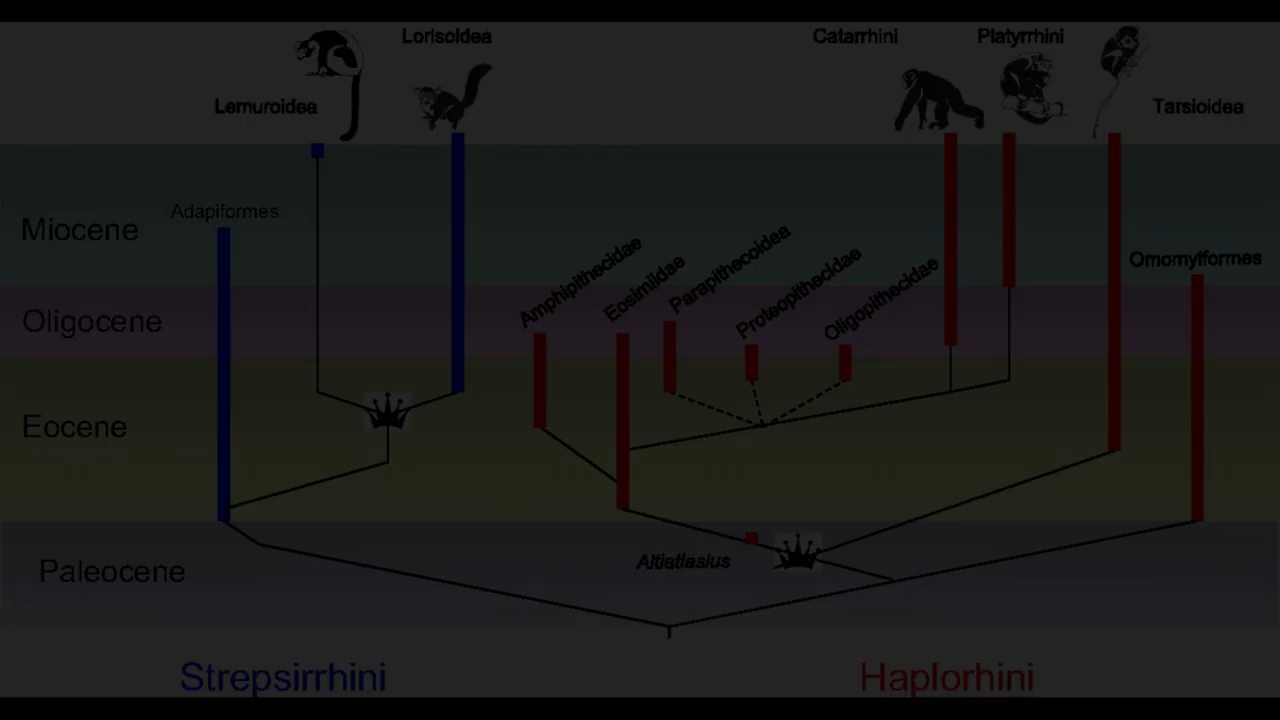 Lorisoidea
Catarrhini
Platyrrhini
Lemuroidea
Tarsioidea
Adapiformes
Miocene
Omomyiformes
Amphipithecidae
Eosimiidae
Parapithecoidea
Proteopithecidae
Oligopithecidae
Oligocene
Eocene
Altiatlasius
Paleocene
Strepsirrhini
Haplorhini